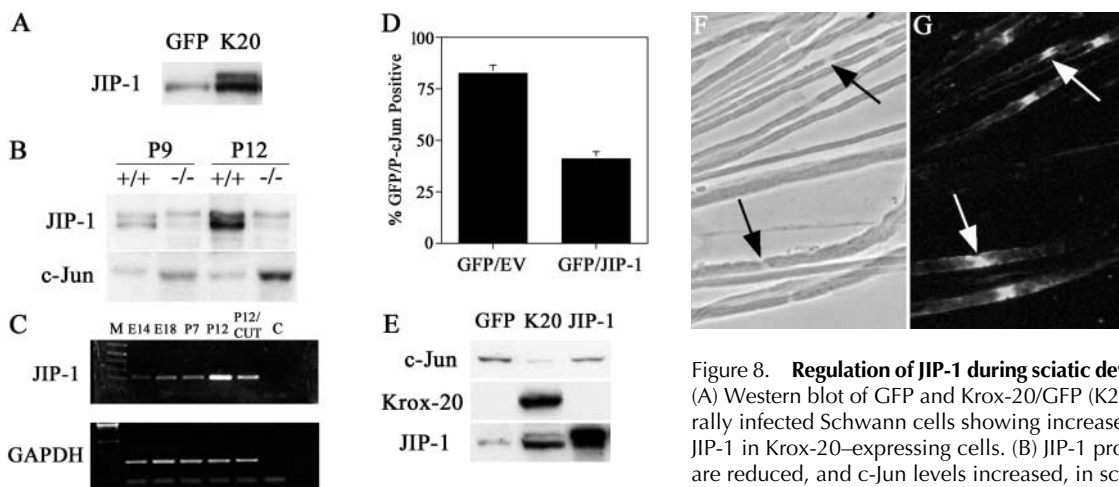 A
GFP K20
JIP-1
B
P9 P12
+/+ -/- +/+ -/-
JIP-1
c-Jun
C
M E14 E18 P7 P12 P12/CUT C
JIP-1
GAPDH
D
% GFP/P-cJun Positive
100
75
50
25
0
GFP/EV GFP/JIP-1
E
GFP K20 JIP-1
c-Jun
Krox-20
JIP-1
F
G
Figure 8. Regulation of JIP-1 during sciatic de
(A) Western blot of GFP and Krox-20/GFP (K2
rally infected Schwann cells showing increase
JIP-1 in Krox-20–expressing cells. (B) JIP-1 pro
are reduced, and c-Jun levels increased, in sc